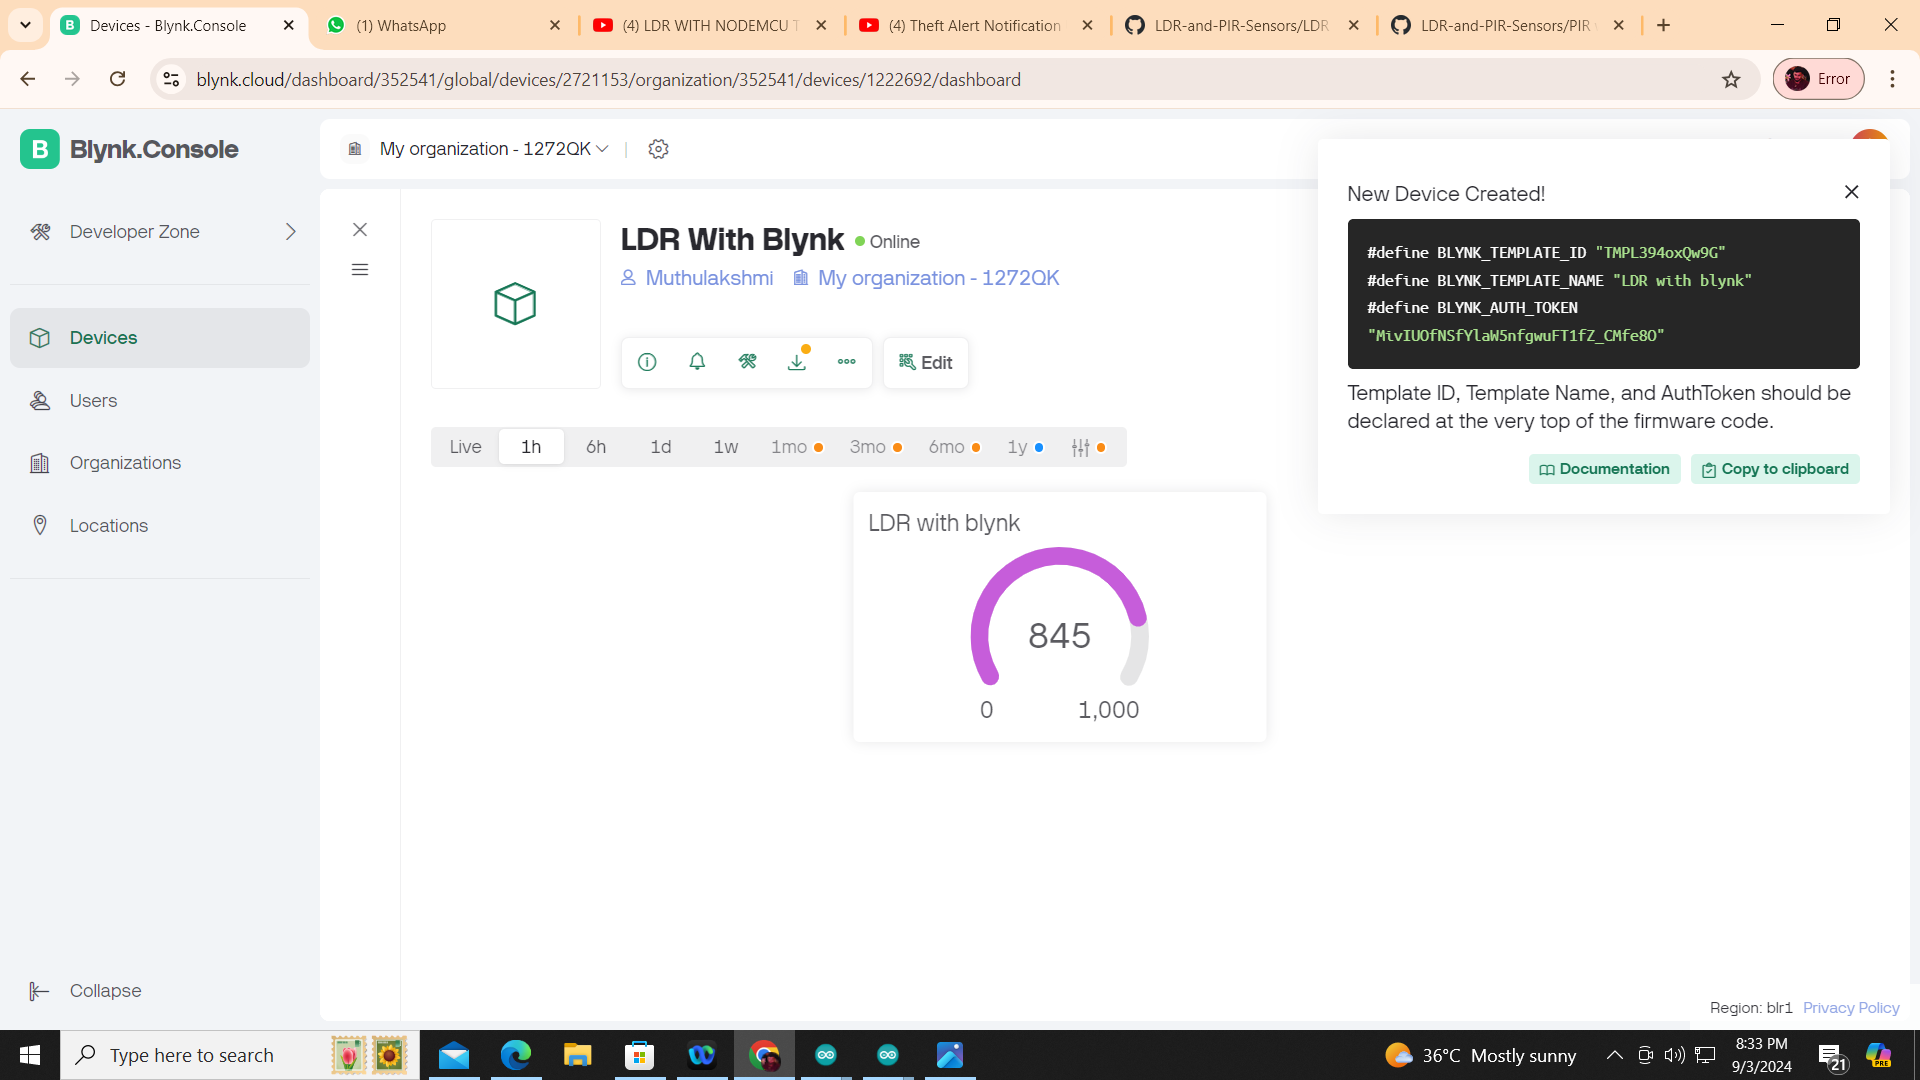 Devices - Blynk.Console
(1) WhatsApp
(4) LDR WITH NODEMCU T
(4) Theft Alert Notification
LDR-and-PIR-Sensors/LDR
LDR-and-PIR-Sensors/PIR
blynk.cloud/dashboard/352541/global/devices/2721153/organization/352541/devices/1222692/dashboard
Error
B
Blynk.Console
My organization - 1272QK
Developer Zone
Devices
Users
Organizations
Locations
Collapse
LDR With Blynk
Online
Muthulakshmi
My organization - 1272QK
Edit
Live
1h
6h
1d
1w
1mo
3mo
6mo
1y
LDR with blynk
845
0
1,000
New Device Created!
#define BLYNK_TEMPLATE_ID "TMPL394oxQw9G"
#define BLYNK_TEMPLATE_NAME "LDR with blynk"
#define BLYNK_AUTH_TOKEN
"MivIUOfNSfYlaW5nfgwuFT1fZ_CMfe8O"
Template ID, Template Name, and AuthToken should be
declared at the very top of the firmware code.
Documentation
Copy to clipboard
Region: blr1
Privacy Policy
Type here to search
36°C Mostly sunny
8:33 PM
9/3/2024
21
PRE